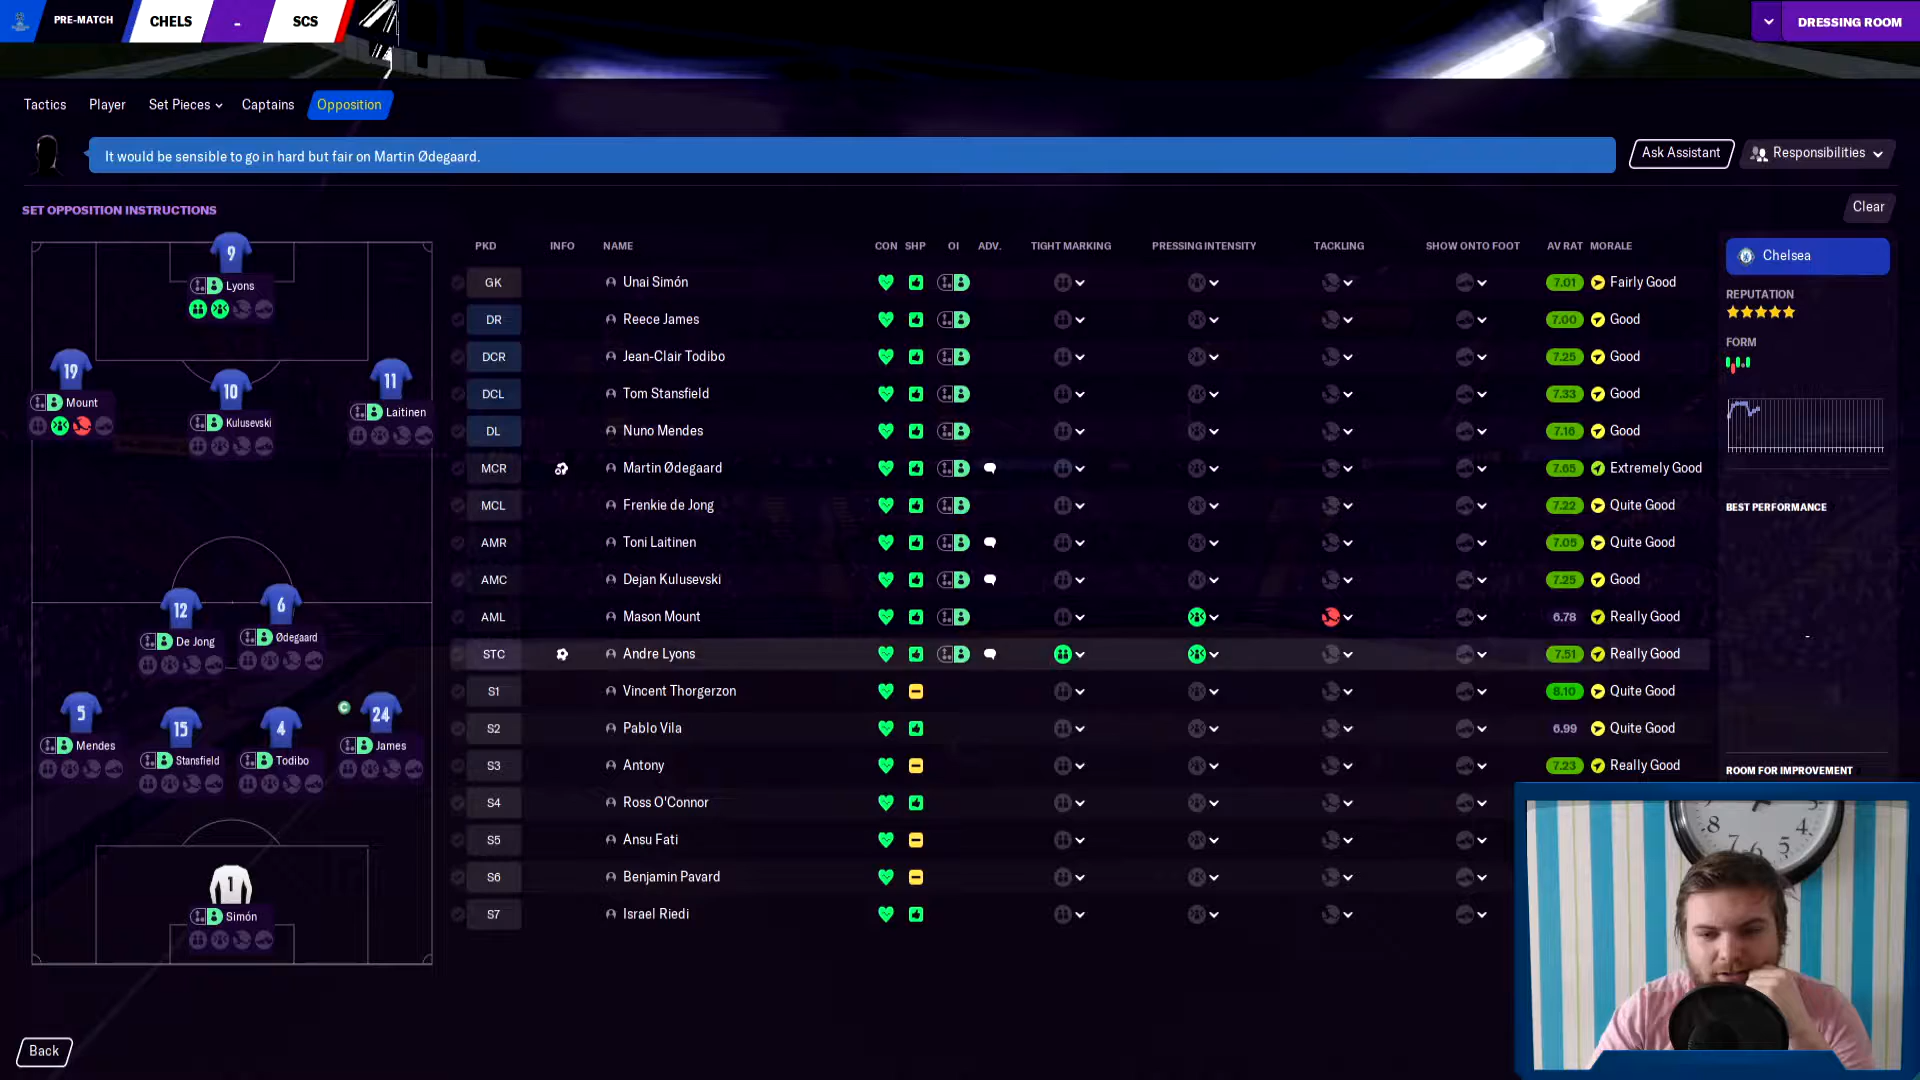 PRE-MATCH CHELS - SCS DRESSING ROOM
Tactics Player Set Pieces Captains Opposition
It would be sensible to go in hard but fair on Martin Ødegaard. Ask Assistant Responsibilities
SET OPPOSITION INSTRUCTIONS Clear
PKD INFO NAME CON SHP OI ADV. TIGHT MARKING PRESSING INTENSITY TACKLING SHOW ONTO FOOT AV RAT MORALE
GK Unai Simón 7.01 Fairly Good
DR Reece James 7.00 Good
DCR Jean-Clair Todibo 7.25 Good
DCL Tom Stansfield 7.33 Good
DL Nuno Mendes 7.16 Good
MCR Martin Ødegaard 7.65 Extremely Good
MCL Frenkie de Jong 7.22 Quite Good
AMR Toni Laitinen 7.05 Quite Good
AMC Dejan Kulusevski 7.25 Good
AML Mason Mount 6.78 Really Good
STC Andre Lyons 7.51 Really Good
S1 Vincent Thorgerzon 8.10 Quite Good
S2 Pablo Vila 6.99 Quite Good
S3 Antony 7.23 Really Good
S4 Ross O'Connor
S5 Ansu Fati
S6 Benjamin Pavard
S7 Israel Riedi
9
Lyons
19
Mount
10
Kulusevski
11
Laitinen
12
De Jong
6
Ødegaard
5
Mendes
15
Stansfield
4
Todibo
C 24
James
1
Simón
Chelsea
REPUTATION
FORM
BEST PERFORMANCE
-
ROOM FOR IMPROVEMENT
8 7 6 5 4
Back